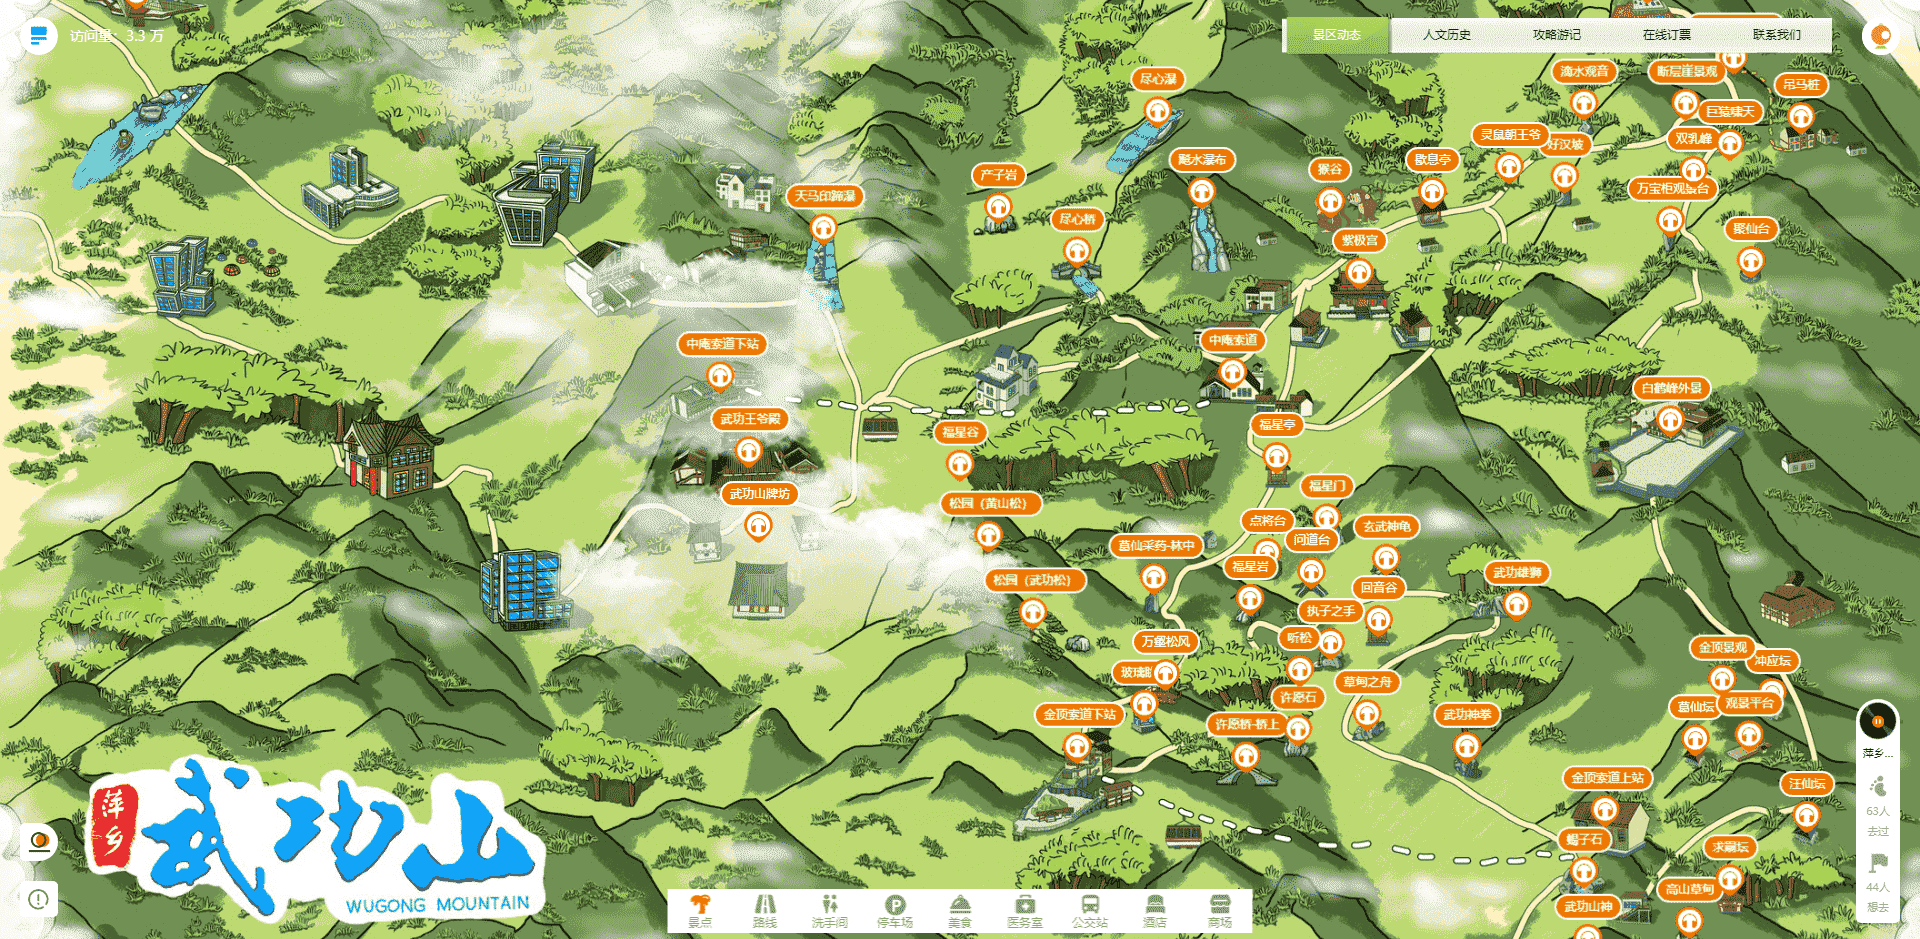 访问量：3.3 万
景区动态
人文历史
攻略游记
在线订票
联系我们
尽心瀑
滴水观音
断层崖景观
吊马桩
巨猿啸天
灵鼠朝王爷
好汉坡
双乳峰
飚水瀑布
猴谷
歇息亭
产子岩
天马印蹄瀑
万宝柜观景台
尽心桥
紫极宫
聚仙台
中庵索道下站
中庵索道
白鹤峰外景
武功王爷殿
福星谷
福星亭
武功山牌坊
松园（黄山松）
福星门
点将台
玄武神龟
葛仙采药-林中
问道台
福星岩
松园（武功松）
回音谷
武功雄狮
执子之手
万壑松风
听松
金顶景观
冲应坛
玻璃
草甸之舟
许愿石
金顶索道下站
许愿桥-桥上
武功神拳
葛仙坛
观景平台
金顶索道上站
汪仙坛
蝎子石
求嗣坛
高山草甸
武功山神
萍乡...
63人
去过
44人
想去
萍乡
武功山
WUGONG MOUNTAIN
景点
路线
洗手间
停车场
美食
医务室
公交站
酒店
商场